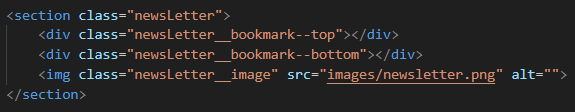 <section class="newsLetter">
    <div class="newsLetter__bookmark--top"></div>
    <div class="newsLetter__bookmark--bottom"></div>
    <img class="newsLetter__image" src="images/newsletter.png" alt="">
</section>